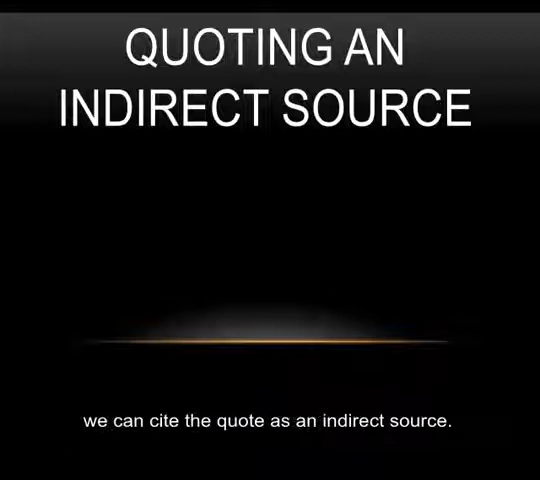 QUOTING AN
INDIRECT SOURCE
we can cite the quote as an indirect source.